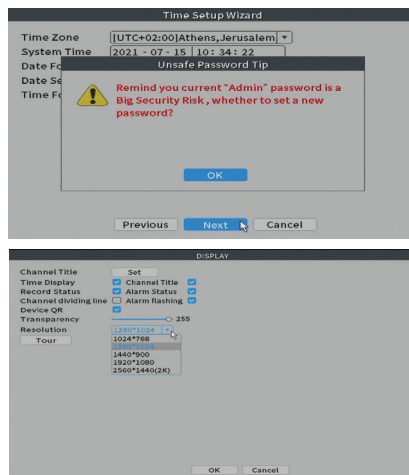 Time Setup Wizard
Time Zone [UTC+02:00]Athens,Jerusalem
System Time 2021 - 07 - 15 10 : 34 : 22
Date Fo
Unsafe Password Tip
Date Se
Time Fo
Remind you current "Admin" password is a
Big Security Risk , whether to set a new
password?
OK
Previous Next Cancel
DISPLAY
Channel Title Set
Time Display Channel Title
Record Status Alarm Status
Channel dividing line Alarm flashing
Device QR
Transparency 255
Resolution 1280*1024
Tour 1024*768
1280*1024
1440*900
1920*1080
2560*1440(2K)
OK Cancel